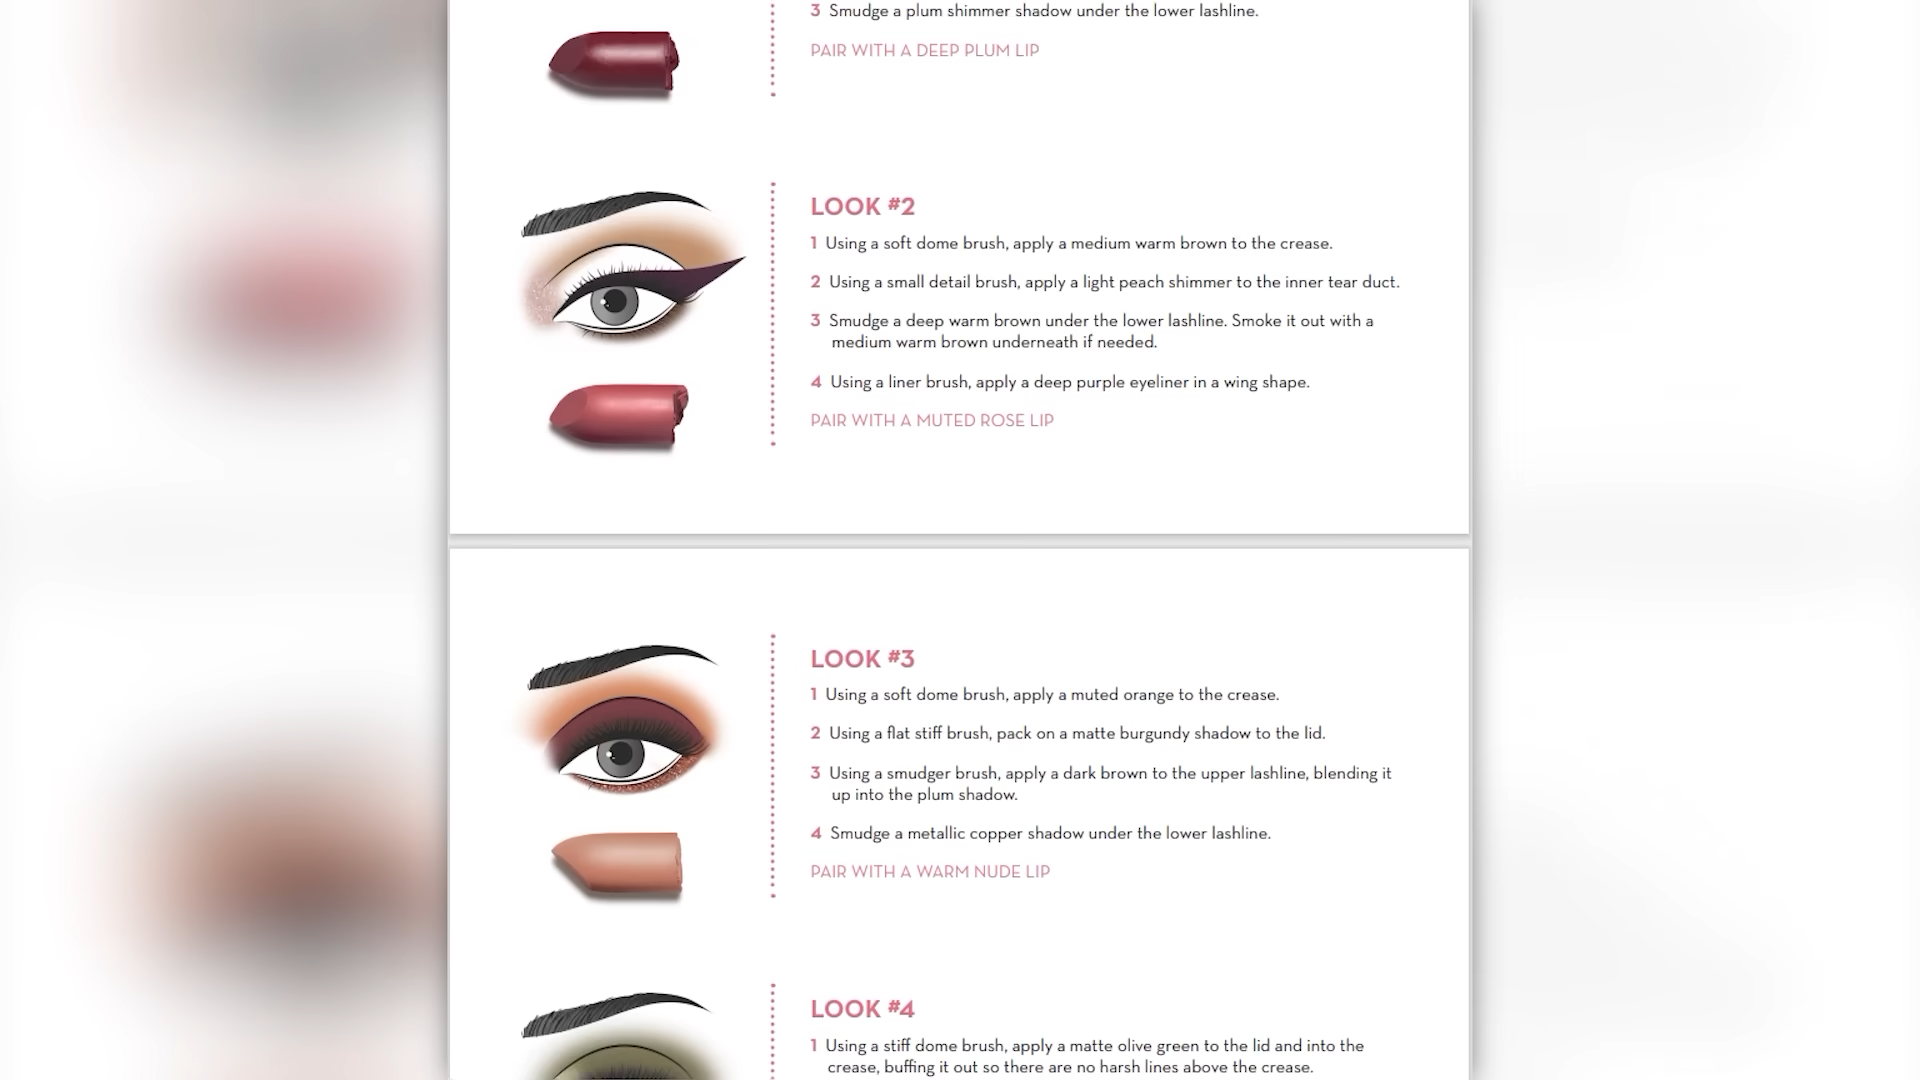 3 Smudge a plum shimmer shadow under the lower lashline.
PAIR WITH A DEEP PLUM LIP
LOOK #2
1 Using a soft dome brush, apply a medium warm brown to the crease.
2 Using a small detail brush, apply a light peach shimmer to the inner tear duct.
3 Smudge a deep warm brown under the lower lashline. Smoke it out with a
medium warm brown underneath if needed.
4 Using a liner brush, apply a deep purple eyeliner in a wing shape.
PAIR WITH A MUTED ROSE LIP
LOOK #3
1 Using a soft dome brush, apply a muted orange to the crease.
2 Using a flat stiff brush, pack on a matte burgundy shadow to the lid.
3 Using a smudger brush, apply a dark brown to the upper lashline, blending it
up into the plum shadow.
4 Smudge a metallic copper shadow under the lower lashline.
PAIR WITH A WARM NUDE LIP
LOOK #4
1 Using a stiff dome brush, apply a matte olive green to the lid and into the
crease, buffing it out so there are no harsh lines above the crease.